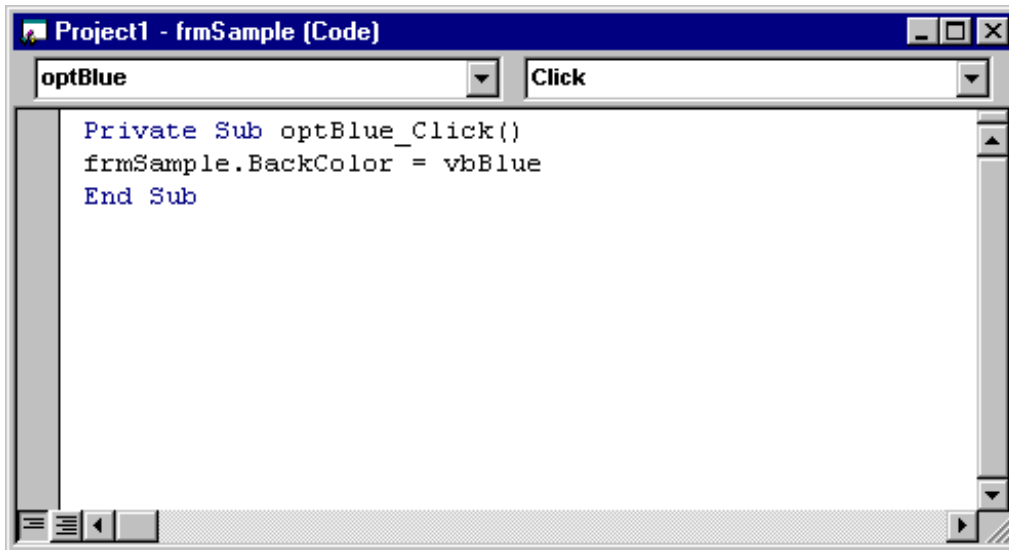 Project1 - frmSample (Code)
optBlue
Click
Private Sub optBlue_Click()
frmSample.BackColor = vbBlue
End Sub